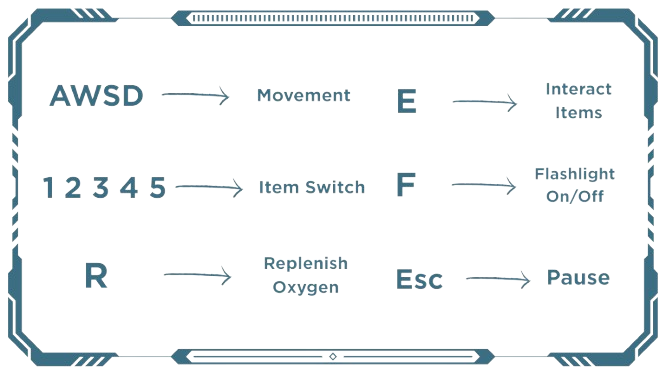 AWSD
Movement
E
Interact
Items
1 2 3 4 5
Item Switch
F
Flashlight
On/Off
R
Replenish
Oxygen
Esc
Pause